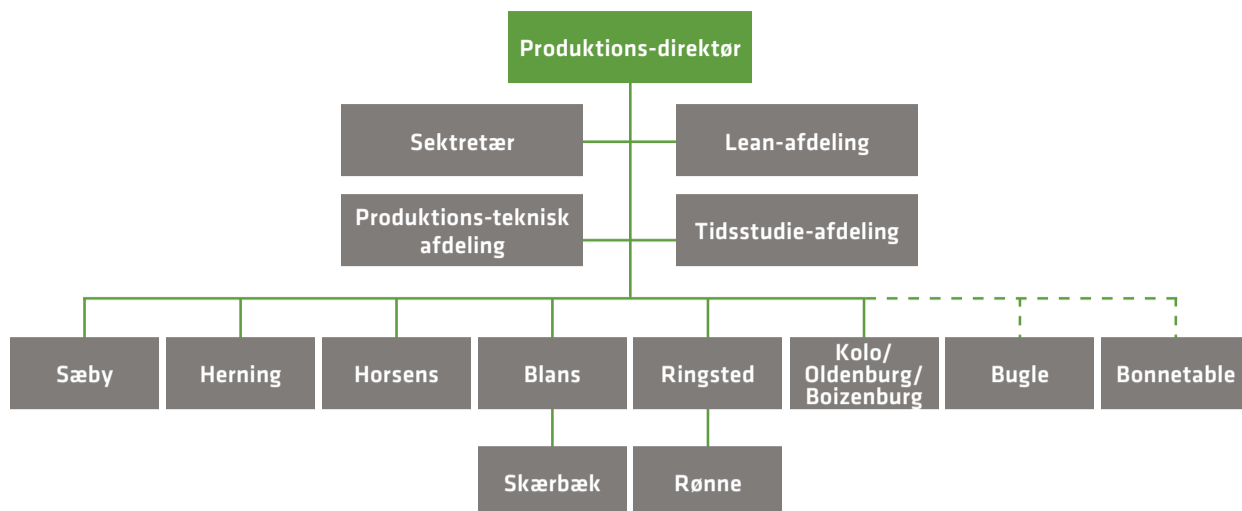 Produktions-direktør
Sektretær
Lean-afdeling
Produktions-teknisk
afdeling
Tidsstudie-afdeling
Sæby
Herning
Horsens
Blans
Ringsted
Kolo/
Oldenburg/
Boizenburg
Bugle
Bonnetable
Skærbæk
Rønne